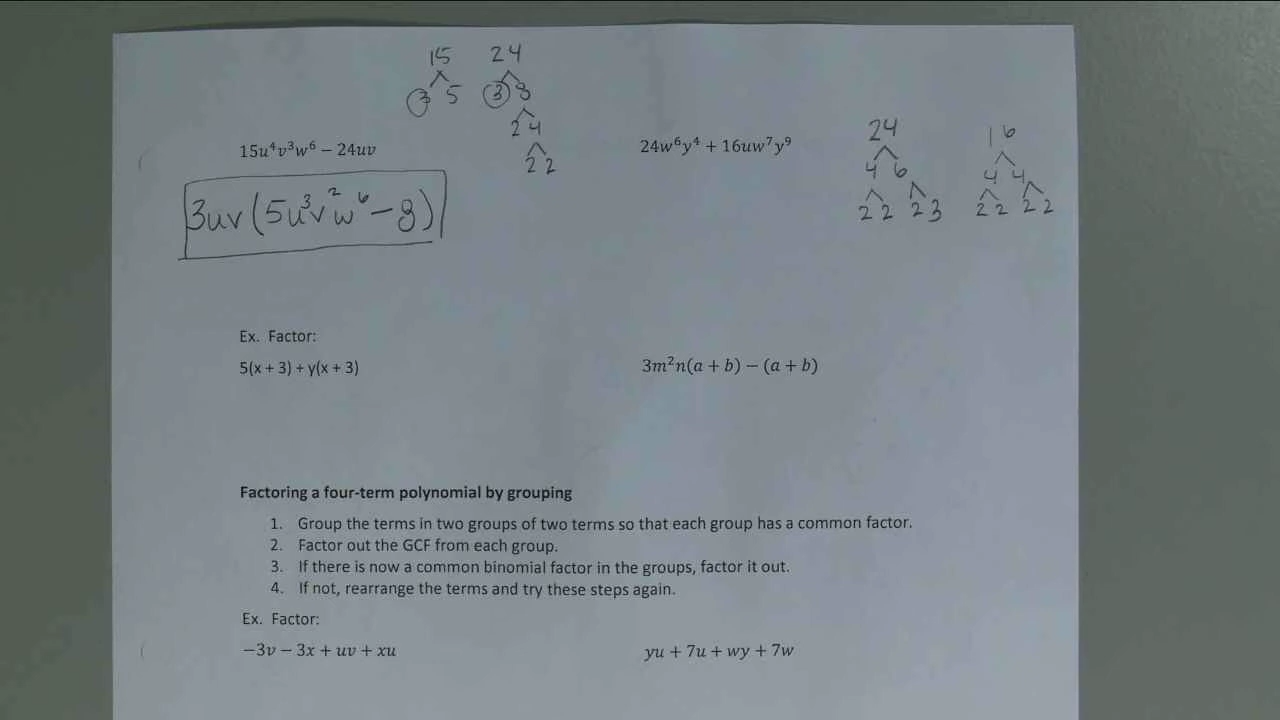 15 24
3 5 3 8
2 4
2 2
15u⁴v³w⁶ − 24uv
3uv(5u³v²w⁶ − 8)
24w⁶y⁴ + 16uw⁷y⁹
24 16
4 6 4 4
2 2 2 3 2 2 2 2
Ex. Factor:
5(x + 3) + y(x + 3)
3m²n(a + b) − (a + b)
Factoring a four-term polynomial by grouping
1. Group the terms in two groups of two terms so that each group has a common factor.
2. Factor out the GCF from each group.
3. If there is now a common binomial factor in the groups, factor it out.
4. If not, rearrange the terms and try these steps again.
Ex. Factor:
−3v − 3x + uv + xu
yu + 7u + wy + 7w